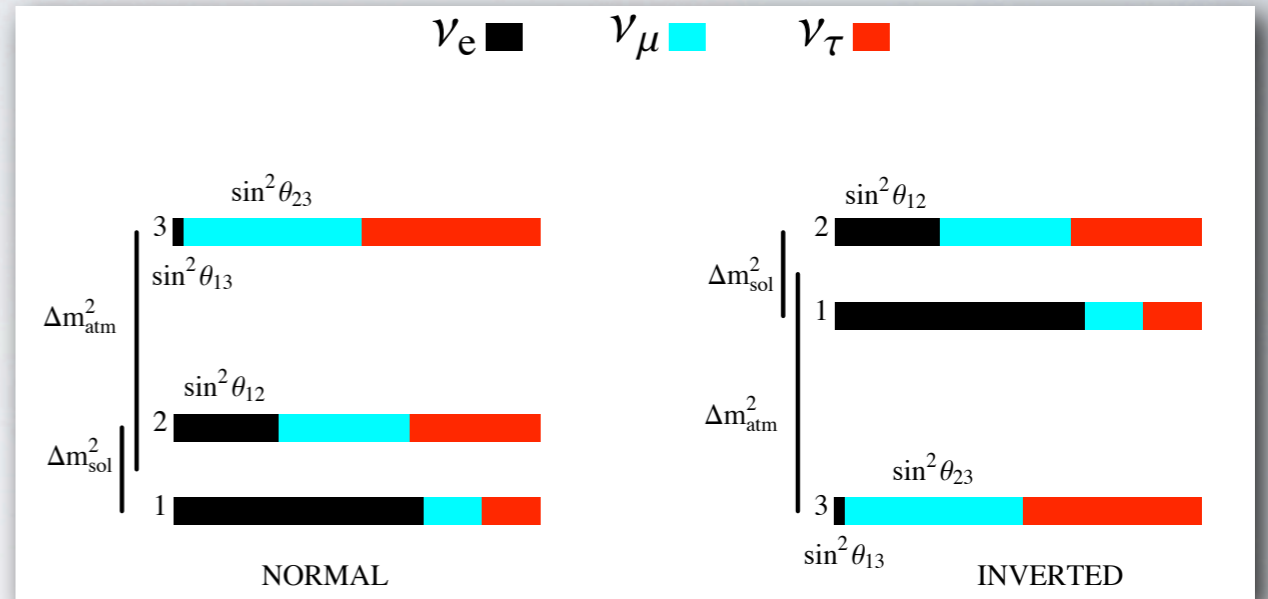 νe νμ ντ
sin²θ23
3
sin²θ13
Δm²atm
sin²θ12
2
Δm²sol
1
NORMAL
sin²θ12
2
Δm²sol
1
Δm²atm
sin²θ23
3
sin²θ13
INVERTED